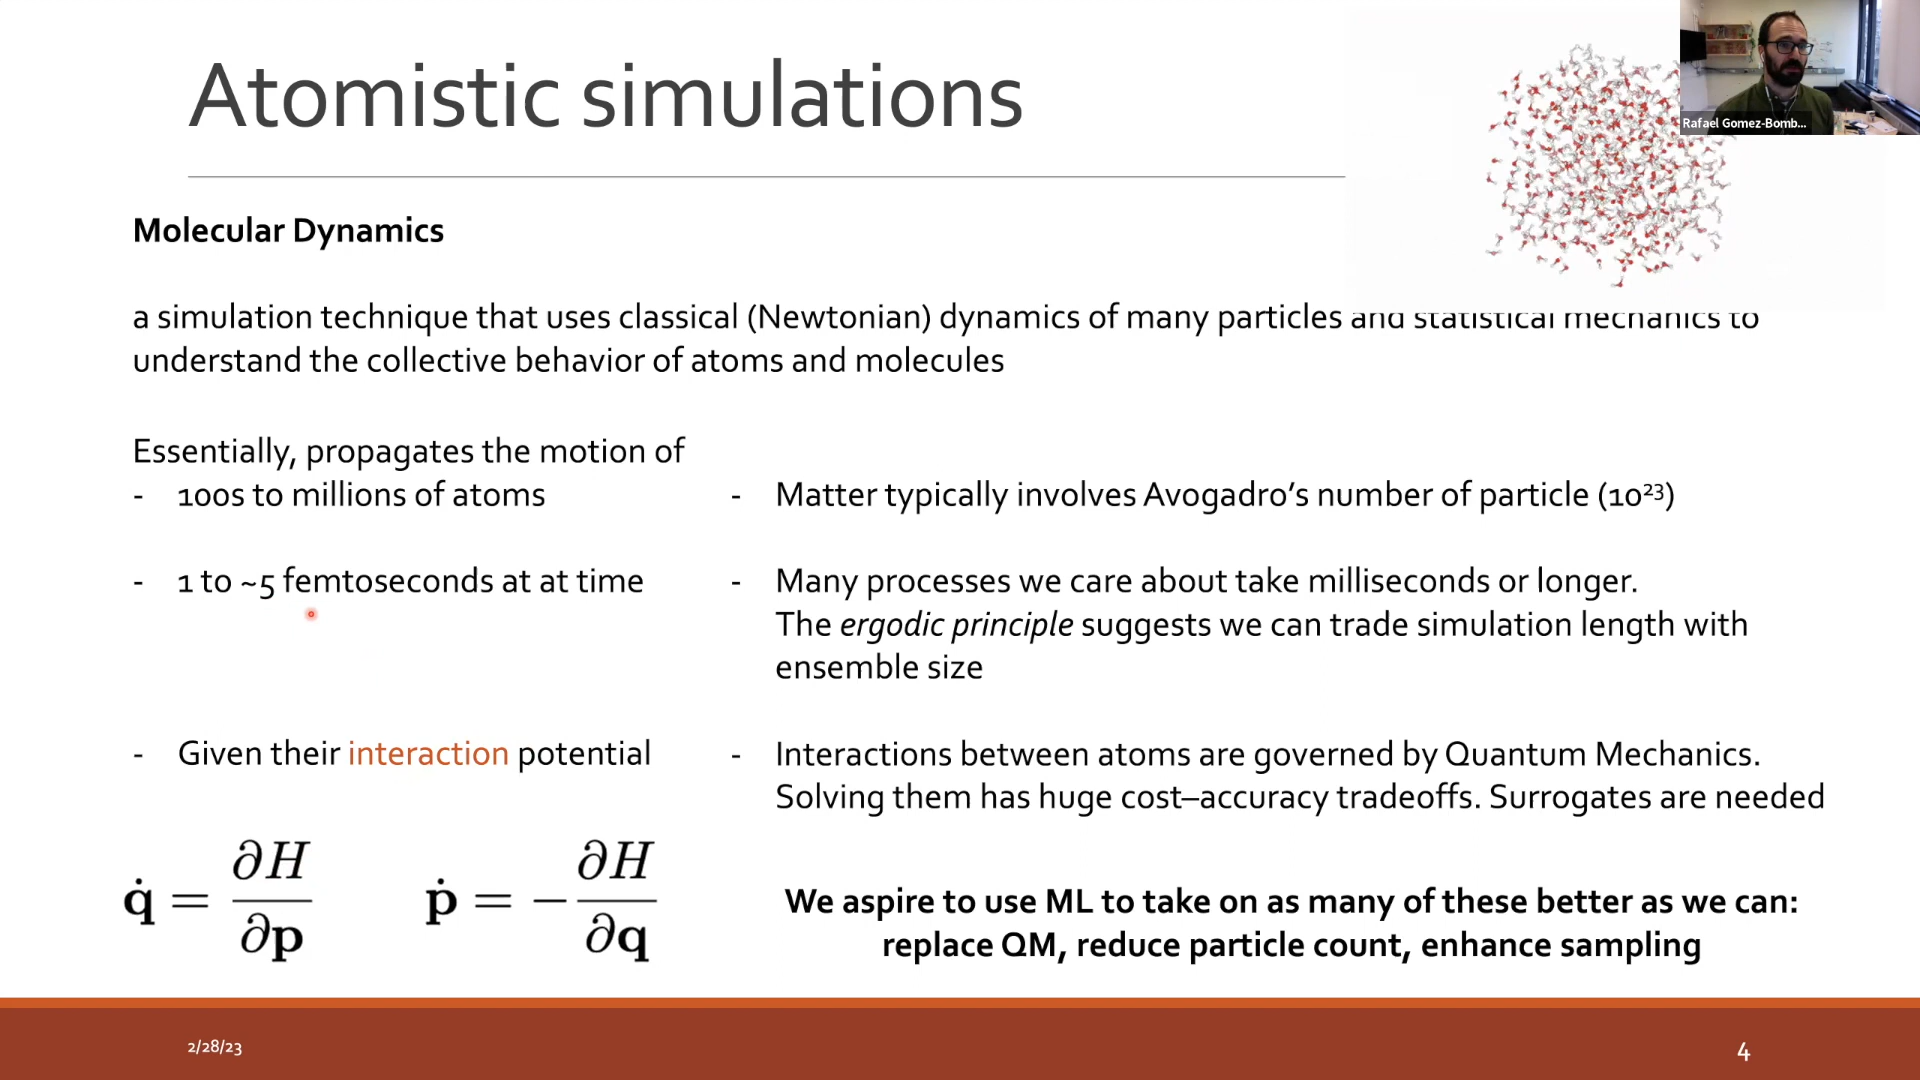 Atomistic simulations
Rafael Gomez-Bomb...
Molecular Dynamics
a simulation technique that uses classical (Newtonian) dynamics of many particles and statistical mechanics to
understand the collective behavior of atoms and molecules
Essentially, propagates the motion of
- 100s to millions of atoms
- Matter typically involves Avogadro’s number of particle (10²³)
- 1 to ~5 femtoseconds at at time
- Many processes we care about take milliseconds or longer.
The ergodic principle suggests we can trade simulation length with
ensemble size
- Given their interaction potential
- Interactions between atoms are governed by Quantum Mechanics.
Solving them has huge cost–accuracy tradeoffs. Surrogates are needed
q̇ = ∂H/∂p ṗ = −∂H/∂q
We aspire to use ML to take on as many of these better as we can:
replace QM, reduce particle count, enhance sampling
2/28/23
4